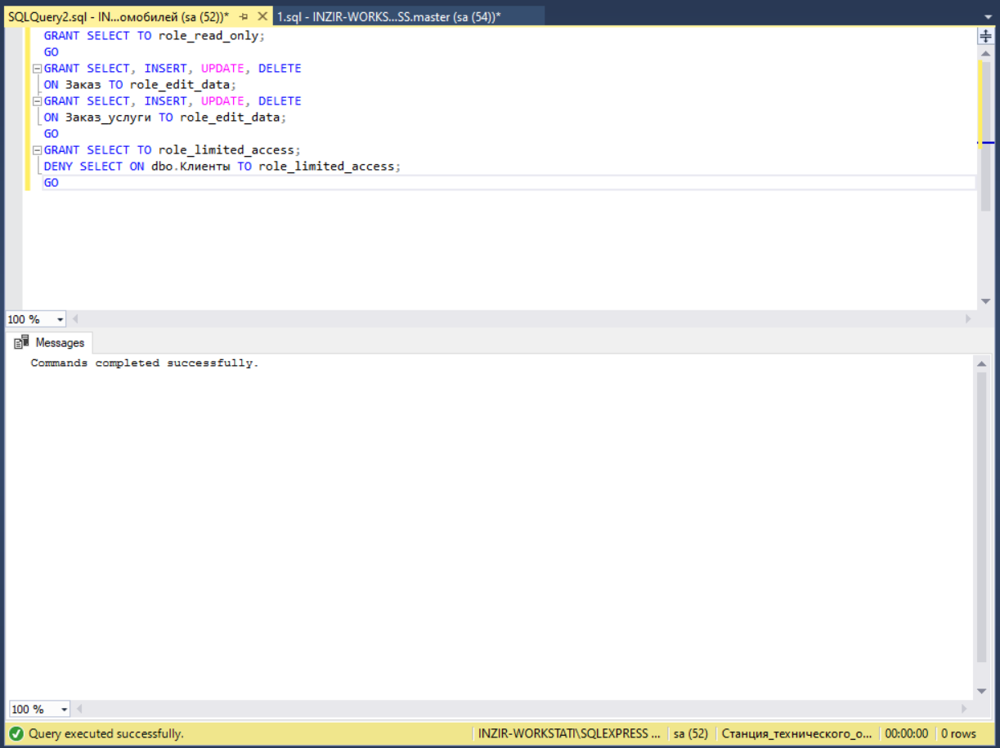 SQLQuery2.sql - IN...омобилей (sa (52))*
1.sql - INZIR-WORKS...SS.master (sa (54))*
GRANT SELECT TO role_read_only;
GO
GRANT SELECT, INSERT, UPDATE, DELETE
ON Заказ TO role_edit_data;
GRANT SELECT, INSERT, UPDATE, DELETE
ON Заказ_услуги TO role_edit_data;
GO
GRANT SELECT TO role_limited_access;
DENY SELECT ON dbo.Клиенты TO role_limited_access;
GO
100 %
Messages
Commands completed successfully.
100 %
Query executed successfully.
INZIR-WORKSTATI\SQLEXPRESS ...
sa (52)
Станция_технического_о...
00:00:00
0 rows